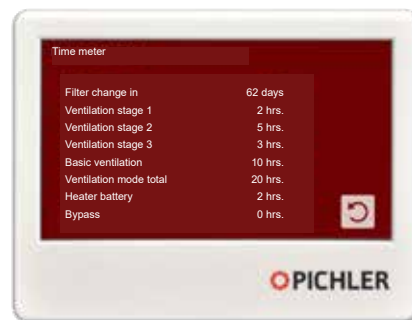 Time meter
Filter change in 62 days
Ventilation stage 1 2 hrs.
Ventilation stage 2 5 hrs.
Ventilation stage 3 3 hrs.
Basic ventilation 10 hrs.
Ventilation mode total 20 hrs.
Heater battery 2 hrs.
Bypass 0 hrs.
PICHLER